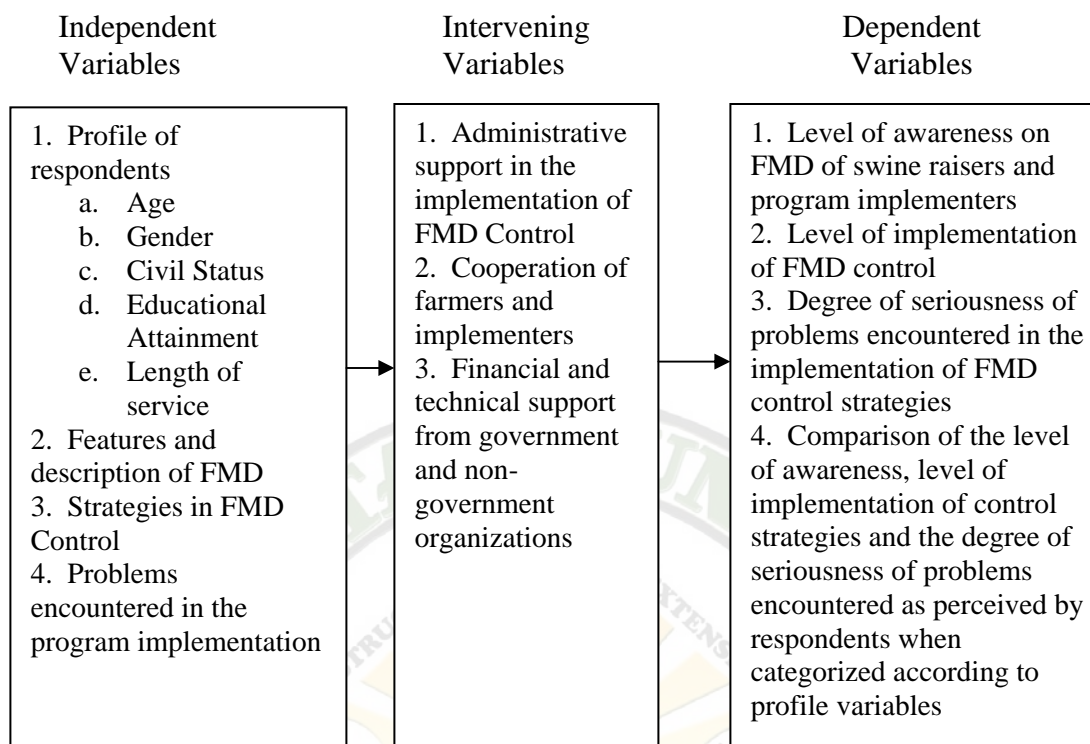 Independent
Variables
Intervening
Variables
Dependent
Variables
1. Profile of
respondents
a. Age
b. Gender
c. Civil Status
d. Educational
Attainment
e. Length of
service
2. Features and
description of FMD
3. Strategies in FMD
Control
4. Problems
encountered in the
program implementation
1. Administrative
support in the
implementation of
FMD Control
2. Cooperation of
farmers and
implementers
3. Financial and
technical support
from government
and non-
government
organizations
1. Level of awareness on
FMD of swine raisers and
program implementers
2. Level of implementation
of FMD control
3. Degree of seriousness of
problems encountered in the
implementation of FMD
control strategies
4. Comparison of the level
of awareness, level of
implementation of control
strategies and the degree of
seriousness of problems
encountered as perceived by
respondents when
categorized according to
profile variables